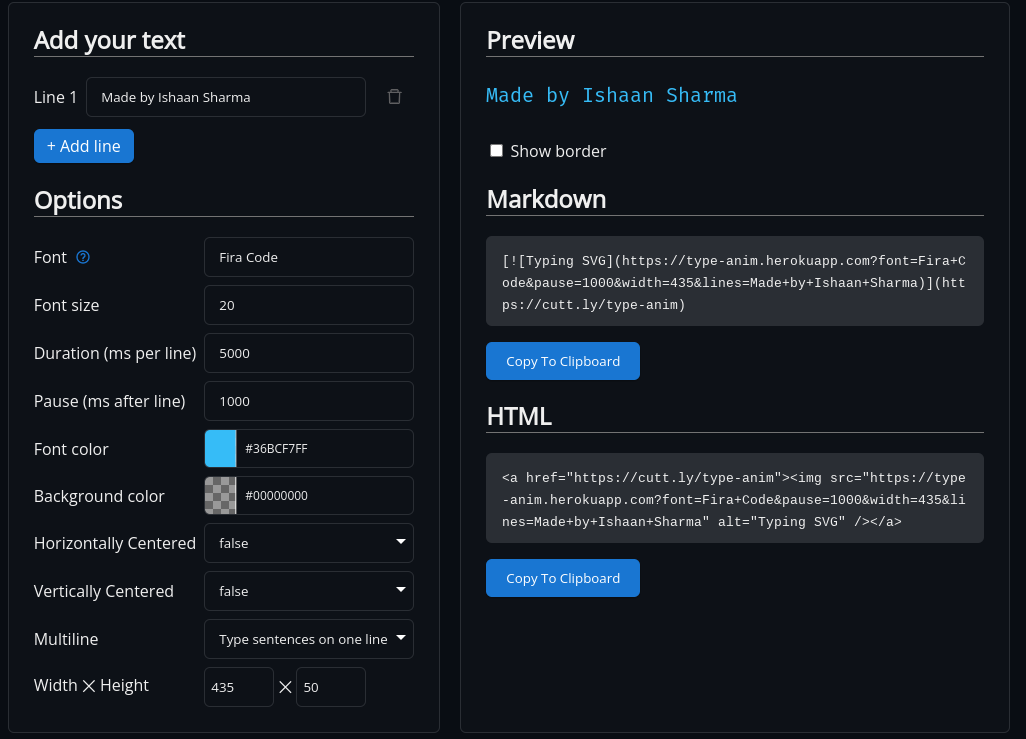 Add your text
Line 1 Made by Ishaan Sharma
+ Add line
Options
Font Fira Code
Font size 20
Duration (ms per line) 5000
Pause (ms after line) 1000
Font color #36BCF7FF
Background color #00000000
Horizontally Centered false
Vertically Centered false
Multiline Type sentences on one line
Width ✕ Height 435 ✕ 50
Preview
Made by Ishaan Sharma
Show border
Markdown
[![Typing SVG](https://type-anim.herokuapp.com?font=Fira+C
ode&pause=1000&width=435&lines=Made+by+Ishaan+Sharma)](htt
ps://cutt.ly/type-anim)
Copy To Clipboard
HTML
<a href="https://cutt.ly/type-anim"><img src="https://type
-anim.herokuapp.com?font=Fira+Code&pause=1000&width=435&li
nes=Made+by+Ishaan+Sharma" alt="Typing SVG" /></a>
Copy To Clipboard